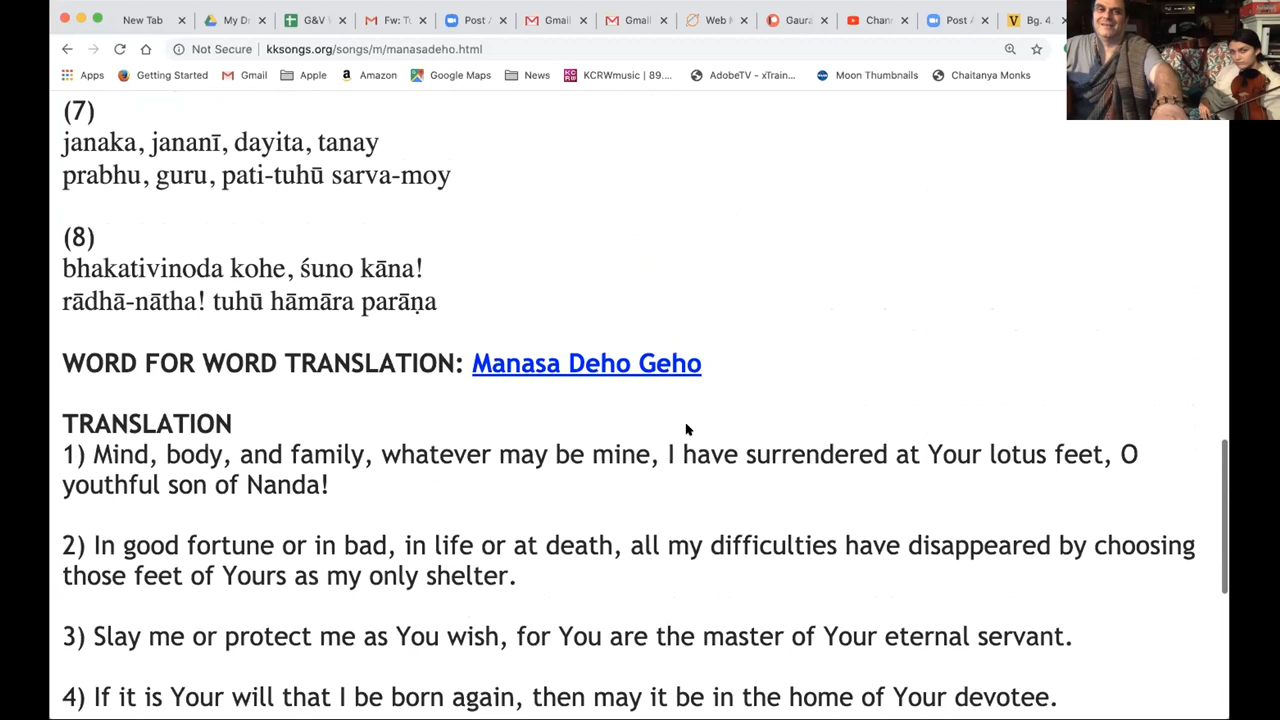 New Tab
My Dr
G&V
Fw: Tu
Post A
Gmail
Gmail
Web H
Gaura
Chan
Post A
Bg. 4.
Not Secure | kksongs.org/songs/m/manasadeho.html
Apps
Getting Started
Gmail
Apple
Amazon
Google Maps
News
KCRWmusic | 89....
AdobeTV - xTrain...
Moon Thumbnails
Chaitanya Monks
(7)
janaka, jananī, dayita, tanay
prabhu, guru, pati-tuhū sarva-moy
(8)
bhakativinoda kohe, śuno kāna!
rādhā-nātha! tuhū hāmāra parāṇa
WORD FOR WORD TRANSLATION: Manasa Deho Geho
TRANSLATION
1) Mind, body, and family, whatever may be mine, I have surrendered at Your lotus feet, O
youthful son of Nanda!
2) In good fortune or in bad, in life or at death, all my difficulties have disappeared by choosing
those feet of Yours as my only shelter.
3) Slay me or protect me as You wish, for You are the master of Your eternal servant.
4) If it is Your will that I be born again, then may it be in the home of Your devotee.